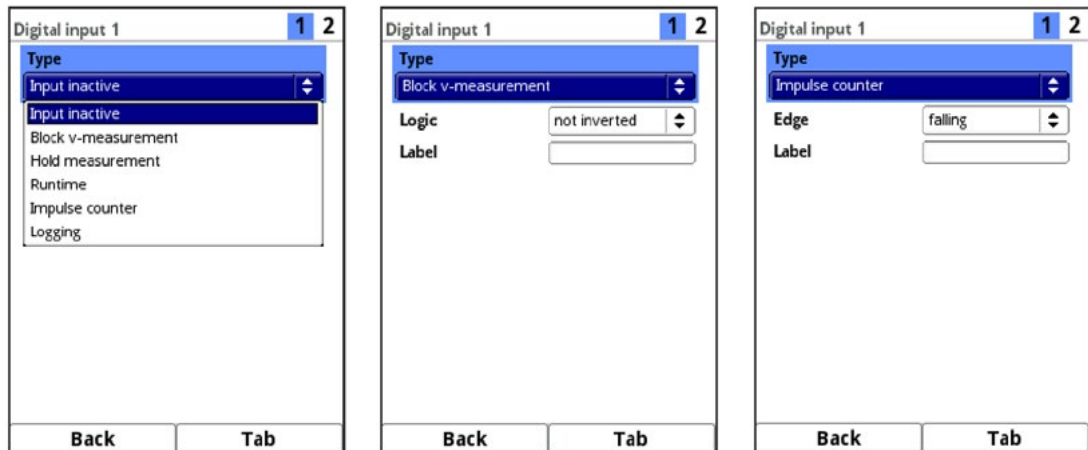 Digital input 1 1 2
Type
Input inactive
Input inactive
Block v-measurement
Hold measurement
Runtime
Impulse counter
Logging
Back Tab
Digital input 1 1 2
Type
Block v-measurement
Logic not inverted
Label
Back Tab
Digital input 1 1 2
Type
Impulse counter
Edge falling
Label
Back Tab